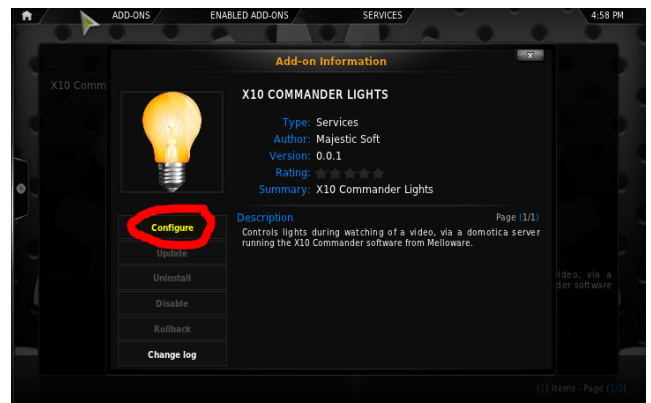 ADD-ONS ENABLED ADD-ONS SERVICES 4:58 PM
Add-on Information
..
X10 Comm
X10 COMMANDER LIGHTS
Type: Services
Author: Majestic Soft
Version: 0.0.1
Rating:
Summary: X10 Commander Lights
Configure
Update
Uninstall
Disable
Rollback
Change log
Description Page (1/1)
Controls lights during watching of a video, via a domotica server
running the X10 Commander software from Melloware.
video, via a
der software
(1) Items - Page (1/1)